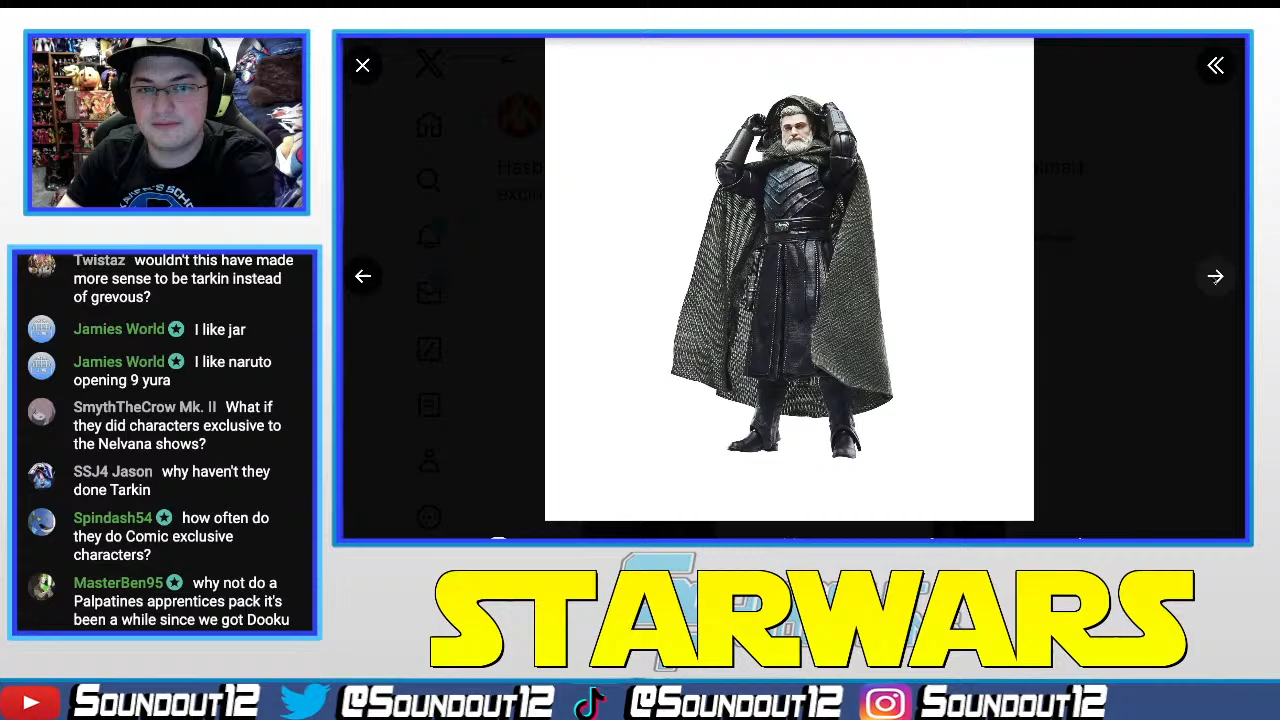 Twistaz wouldn't this have made
more sense to be tarkin instead
of grevous?
Jamies World I like jar
Jamies World I like naruto
opening 9 yura
SmythTheCrow Mk. II What if
they did characters exclusive to
the Nelvana shows?
SSJ4 Jason why haven't they
done Tarkin
Spindash54 how often do
they do Comic exclusive
characters?
MasterBen95 why not do a
Palpatines apprentices pack it's
been a while since we got Dooku
STARWARS
SOUNDOUT12
@SOUNDOUT12
@SOUNDOUT12
SOUNDOUT12